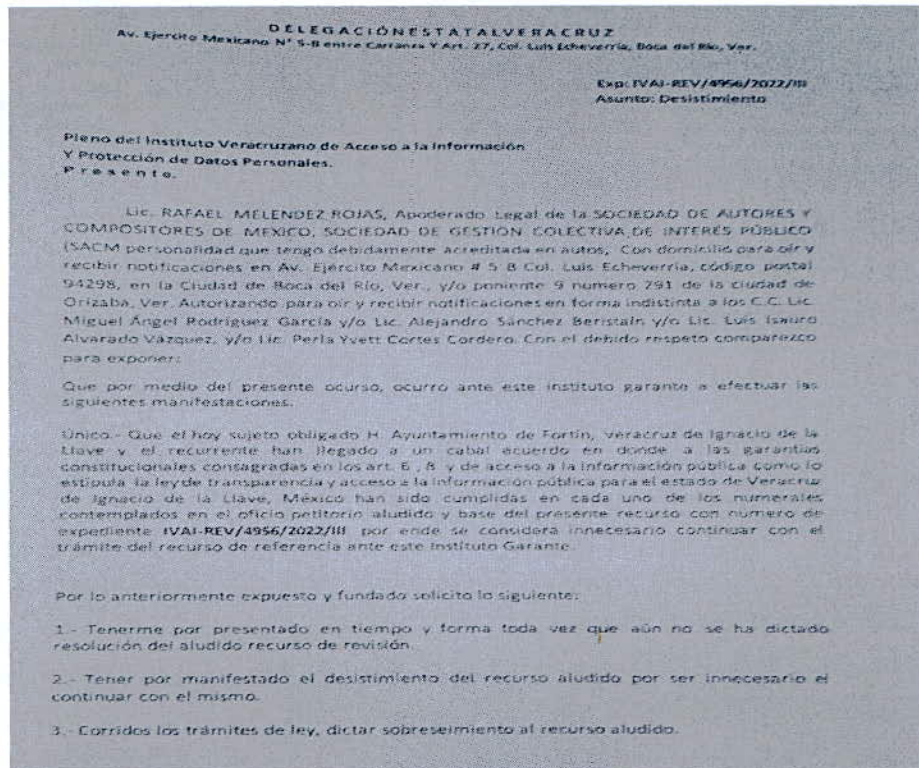 DELEGACIÓN ESTATAL VERACRUZ
Av. Ejercito Mexicano N° 5-B entre Carranza Y Art. 27, Col. Luis Echeverría, Boca del Río, Ver.
Exp: IVAI-REV/4956/2022/III
Asunto: Desistimiento
Pleno del Instituto Veracruzano de Acceso a la Información
Y Protección de Datos Personales.
P r e s e n t e.
Lic. RAFAEL MELENDEZ ROJAS, Apoderado Legal de la SOCIEDAD DE AUTORES Y
COMPOSITORES DE MEXICO, SOCIEDAD DE GESTION COLECTIVA DE INTERÉS PÚBLICO
(SACM personalidad que tengo debidamente acreditada en autos, Con domicilio para oír y
recibir notificaciones en Av. Ejército Mexicano # 5 B Col. Luis Echeverría, código postal
94298, en la Ciudad de Boca del Río, Ver., y/o poniente 9 numero 791 de la ciudad de
Orizaba, Ver. Autorizando para oír y recibir notificaciones en forma indistinta a los C.C. Lic.
Miguel Ángel Rodríguez García y/o Lic. Alejandro Sánchez Beristain y/o Lic. Luis Isauro
Alvarado Vázquez, y/o Lic. Perla Yvett Cortes Cordero. Con el debido respeto comparezco
para exponer:
Que por medio del presente ocurso, ocurro ante este instituto garante a efectuar las
siguientes manifestaciones.
Único.- Que el hoy sujeto obligado H. Ayuntamiento de Fortín, Veracruz de Ignacio de la
Llave y el recurrente han llegado a un cabal acuerdo en donde a las garantías
constitucionales consagradas en los art. 6 , 8 y de acceso a la información pública como lo
estipula la ley de transparencia y acceso a la información pública para el estado de Veracruz
de Ignacio de la Llave, México han sido cumplidas en cada uno de los numerales
contemplados en el oficio petitorio aludido y base del presente recurso con numero de
expediente IVAI-REV/4956/2022/III por ende se considera innecesario continuar con el
trámite del recurso de referencia ante este Instituto Garante.
Por lo anteriormente expuesto y fundado solicito lo siguiente:
1.- Tenerme por presentado en tiempo y forma toda vez que aún no se ha dictado
resolución del aludido recurso de revisión.
2.- Tener por manifestado el desistimiento del recurso aludido por ser innecesario el
continuar con el mismo.
3.- Corridos los trámites de ley, dictar sobreseimiento al recurso aludido.